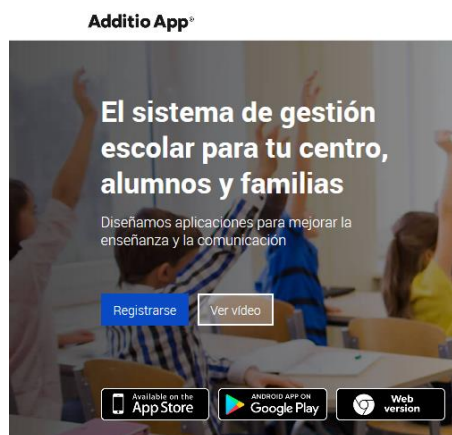 Additio App®
El sistema de gestión
escolar para tu centro,
alumnos y familias
Diseñamos aplicaciones para mejorar la
enseñanza y la comunicación
Registrarse
Ver vídeo
Available on the
App Store
ANDROID APP ON
Google Play
Web
version